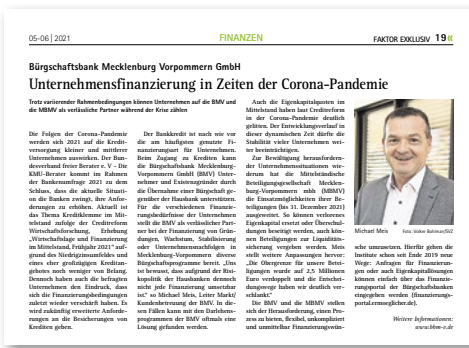 05-06 | 2021
FINANZEN
FAKTOR EXKLUSIV 19«
Bürgschaftsbank Mecklenburg Vorpommern GmbH
Unternehmensfinanzierung in Zeiten der Corona-Pandemie
Trotz variierender Rahmenbedingungen können Unternehmen auf die BMV und
die MBMV als verlässliche Partner während der Krise zählen
Die Folgen der Corona-Pandemie
werden sich 2021 auf die Kredit-
versorgung kleiner und mittlerer
Unternehmen auswirken. Der Bun-
desverband freier Berater e. V – Die
KMU-Berater kommt im Rahmen
der Bankenumfrage 2021 zu dem
Schluss, dass die aktuelle Situati-
on die Banken zwingt, ihre Anfor-
derungen zu erhöhen. Aktuell ist
das Thema Kreditklemme im Mit-
telstand zufolge der Creditreform
Wirtschaftsforschung, Erhebung
„Wirtschaftslage und Finanzierung
im Mittelstand, Frühjahr 2021“ auf-
grund des Niedrigzinsumfeldes und
eines eher großzügigen Kreditan-
gebotes noch weniger von Belang.
Dennoch haben auch die befragten
Unternehmen den Eindruck, dass
sich die Finanzierungsbedingungen
zuletzt wieder verschärft haben. Es
wird zukünftig erweiterte Anforde-
rungen an die Besicherungen von
Krediten geben.
Der Bankkredit ist nach wie vor
die am häufigsten genutzte Fi-
nanzierungsart für Unternehmen.
Beim Zugang zu Krediten kann
die Bürgschaftsbank Mecklenburg-
Vorpommern GmbH (BMV) Unter-
nehmer und Existenzgründer durch
die Übernahme einer Bürgschaft ge-
genüber der Hausbank unterstützen.
Für die verschiedenen Finanzie-
rungsbedürfnisse der Unternehmen
stellt die BMV als verlässlicher Part-
ner bei der Finanzierung von Grün-
dungen, Wachstum, Stabilisierung
oder Unternehmensnachfolgen in
Mecklenburg-Vorpommern diverse
Bürgschaftsprogramme bereit. „Uns
ist bewusst, dass aufgrund der Risi-
kopolitik der Hausbanken dennoch
nicht jede Finanzierung umsetzbar
ist.“ so Michael Meis, Leiter Markt/
Kundenbetreuung der BMV. In die-
sen Fällen kann mit den Darlehens-
programmen der BMV oftmals eine
Lösung gefunden werden.
Auch die Eigenkapitalquoten im
Mittelstand haben laut Creditreform
in der Corona-Pandemie deutlich
gelitten. Der Entwicklungsverlauf in
dieser dynamischen Zeit dürfte die
Stabilität vieler Unternehmen wei-
ter beeinträchtigen.
Zur Bewältigung herausfordern-
der Unternehmenssituationen wie-
derum hat die Mittelständische
Beteiligungsgesellschaft Mecklen-
burg-Vorpommern mbh (MBMV)
die Einsatzmöglichkeiten ihrer Be-
teiligungen (bis 31. Dezember 2021)
ausgeweitet. So können verlorenes
Eigenkapital ersetzt oder Überschul-
dungen beseitigt werden, auch kön-
nen Beteiligungen zur Liquiditäts-
sicherung vergeben werden. Meis
stellt weitere Anpassungen hervor:
„Die Obergrenze für unsere Betei-
ligungen wurde auf 2,5 Millionen
Euro verdoppelt und die Entschei-
dungswege haben wir deutlich ver-
schlankt.“
Die BMV und die MBMV stellen
sich der Herausforderung, einen Pro-
zess zu bieten, flexibel, unkompliziert
und unmittelbar Finanzierungswün-
Michael Meis
Foto: Volker Bohlmann/SVZ
sche umzusetzen. Hierfür gehen die
Institute schon seit Ende 2019 neue
Wege: Anfragen für Finanzierun-
gen oder auch Eigenkapitallösungen
können einfach über das Finanzie-
rungsportal der Bürgschaftsbanken
eingegeben werden (finanzierungs-
portal.ermoeglicher.de).
Weitere Informationen:
www.bbm-v.de